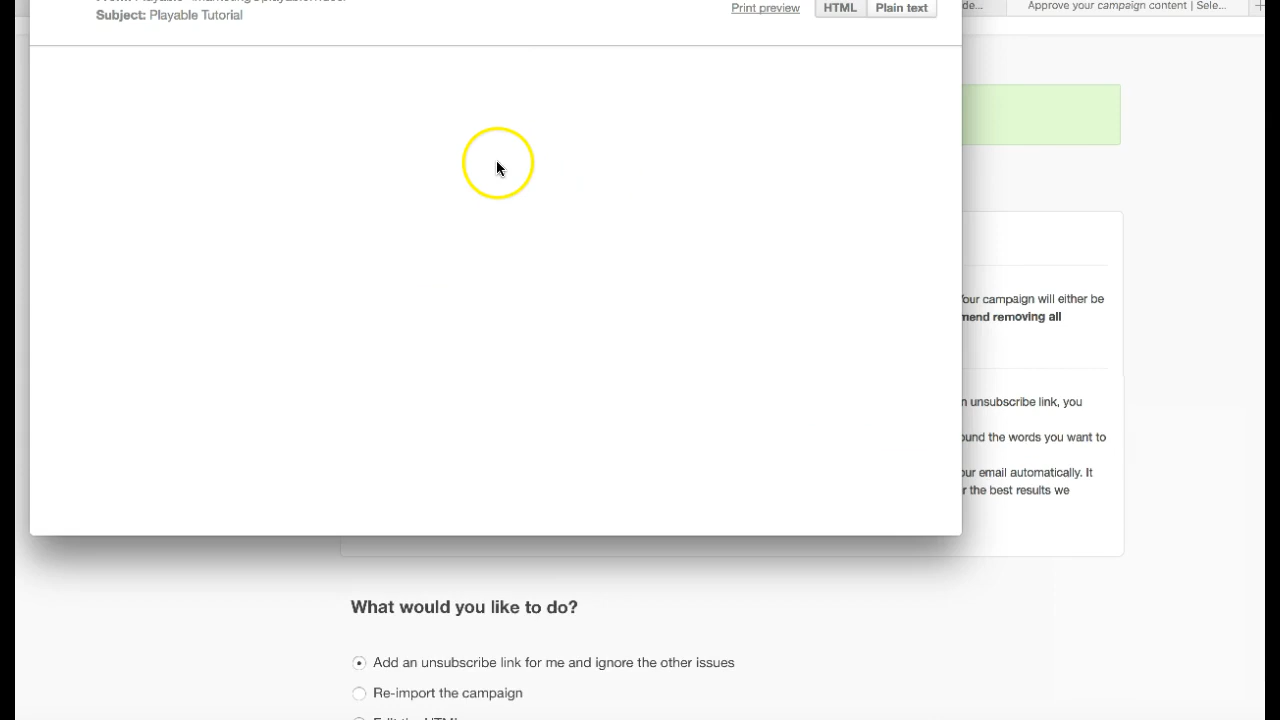 Subject: Playable Tutorial
Print preview
HTML
Plain text
de...
Approve your campaign content | Sele...
our campaign will either be
mend removing all
n unsubscribe link, you
ound the words you want to
our email automatically. It
r the best results we
What would you like to do?
Add an unsubscribe link for me and ignore the other issues
Re-import the campaign